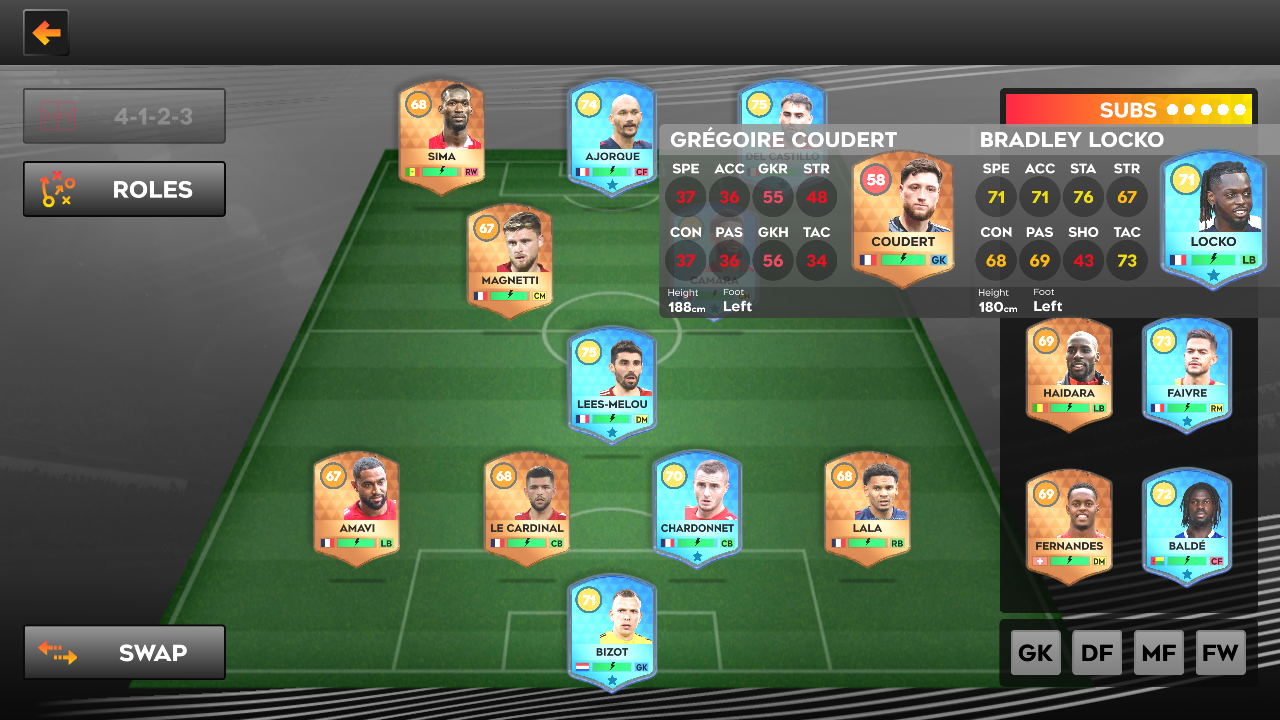 4-1-2-3
ROLES
SWAP
SUBS
68
SIMA
RW
74
AJORQUE
CF
75
DEL CASTILLO
GRÉGOIRE COUDERT
SPE ACC GKR STR
37 36 55 48
CON PAS GKH TAC
37 36 56 34
Height Foot
188cm Left
58
COUDERT
GK
BRADLEY LOCKO
SPE ACC STA STR
71 71 76 67
CON PAS SHO TAC
68 69 43 73
Height Foot
180cm Left
71
LOCKO
LB
67
MAGNETTI
CM
CAMARA
75
LEES-MELOU
DM
69
HAIDARA
LB
73
FAIVRE
RM
67
AMAVI
LB
68
LE CARDINAL
CB
70
CHARDONNET
CB
68
LALA
RB
69
FERNANDES
DM
72
BALDÉ
CF
71
BIZOT
GK
GK DF MF FW